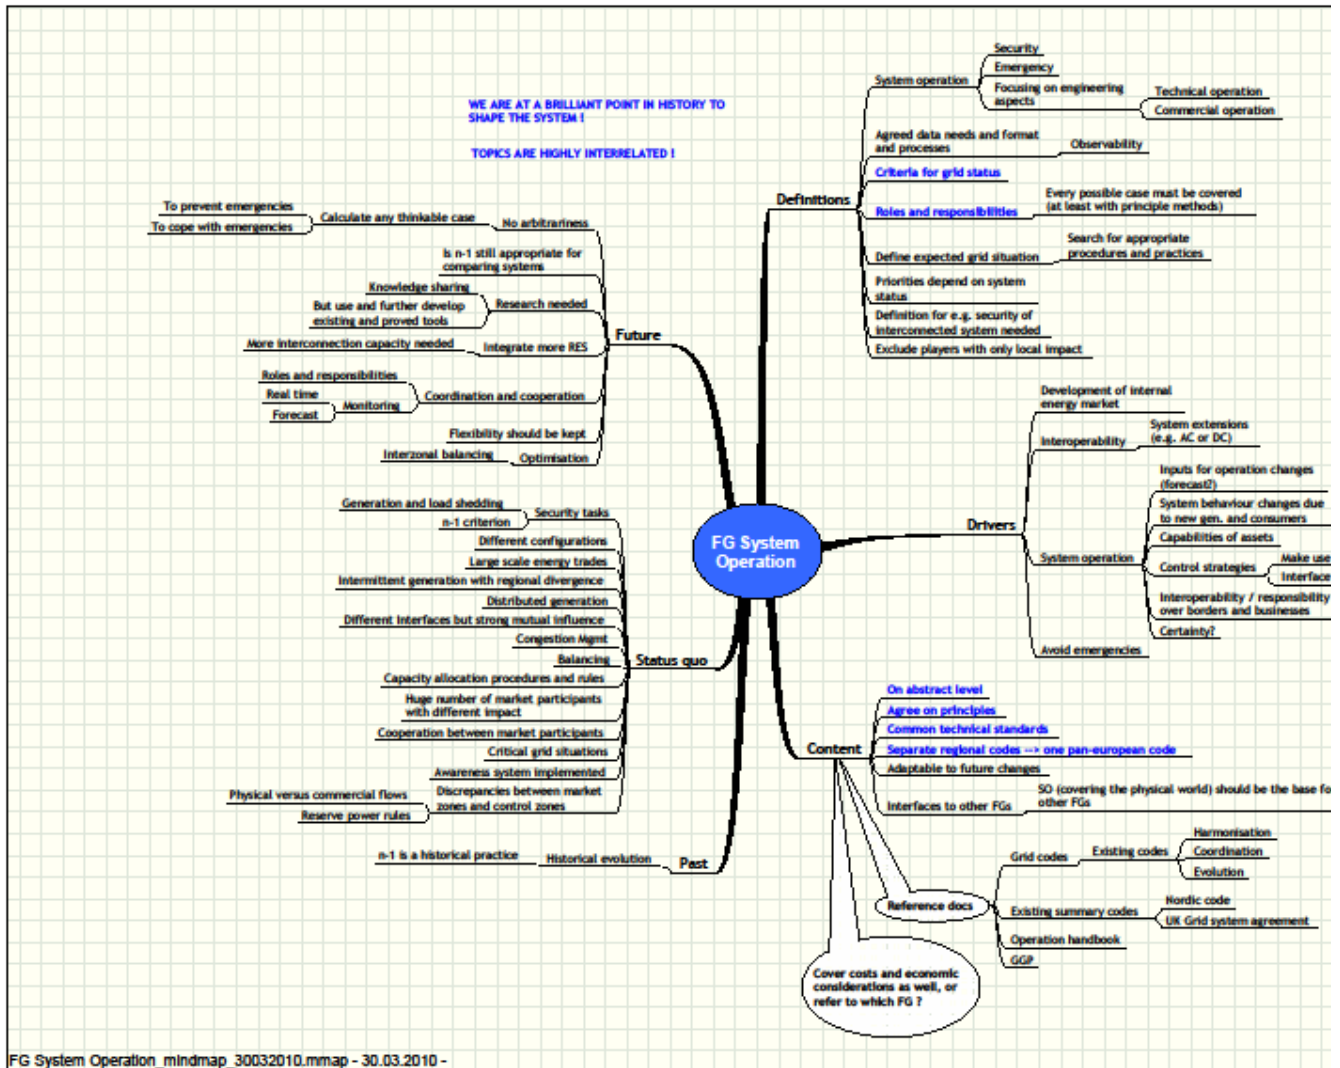 WE ARE AT A BRILLIANT POINT IN HISTORY TO
SHAPE THE SYSTEM !
TOPICS ARE HIGHLY INTERRELATED !
FG System
Operation
Definitions
System operation
Security
Emergency
Focusing on engineering
aspects
Technical operation
Commercial operation
Agreed data needs and format
and processes
Observability
Criteria for grid status
Roles and responsibilities
Every possible case must be covered
(at least with principle methods)
Define expected grid situation
Search for appropriate
procedures and practices
Priorities depend on system
status
Definition for e.g. security of
interconnected system needed
Exclude players with only local impact
Drivers
Development of internal
energy market
Interoperability
System extensions
(e.g. AC or DC)
System operation
Inputs for operation changes
(forecast?)
System behaviour changes due
to new gen. and consumers
Capabilities of assets
Control strategies
Make use
Interface
Interoperability / responsibility
over borders and businesses
Certainty?
Avoid emergencies
Content
On abstract level
Agree on principles
Common technical standards
Separate regional codes --> one pan-european code
Adaptable to future changes
Interfaces to other FGs
SO (covering the physical world) should be the base fo
other FGs
Reference docs
Grid codes
Existing codes
Harmonisation
Coordination
Evolution
Existing summary codes
Nordic code
UK Grid system agreement
Operation handbook
GGP
Cover costs and economic
considerations as well, or
refer to which FG ?
Future
No arbitrariness
Calculate any thinkable case
To prevent emergencies
To cope with emergencies
Is n-1 still appropriate for
comparing systems
Research needed
Knowledge sharing
But use and further develop
existing and proved tools
Integrate more RES
More interconnection capacity needed
Coordination and cooperation
Roles and responsibilities
Monitoring
Real time
Forecast
Flexibility should be kept
Optimisation
Interzonal balancing
Status quo
Security tasks
Generation and load shedding
n-1 criterion
Different configurations
Large scale energy trades
Intermittent generation with regional divergence
Distributed generation
Different interfaces but strong mutual influence
Congestion Mgmt
Balancing
Capacity allocation procedures and rules
Huge number of market participants
with different impact
Cooperation between market participants
Critical grid situations
Awareness system implemented
Discrepancies between market
zones and control zones
Physical versus commercial flows
Reserve power rules
Past
Historical evolution
n-1 is a historical practice
FG System Operation_mindmap_30032010.mmap - 30.03.2010 -